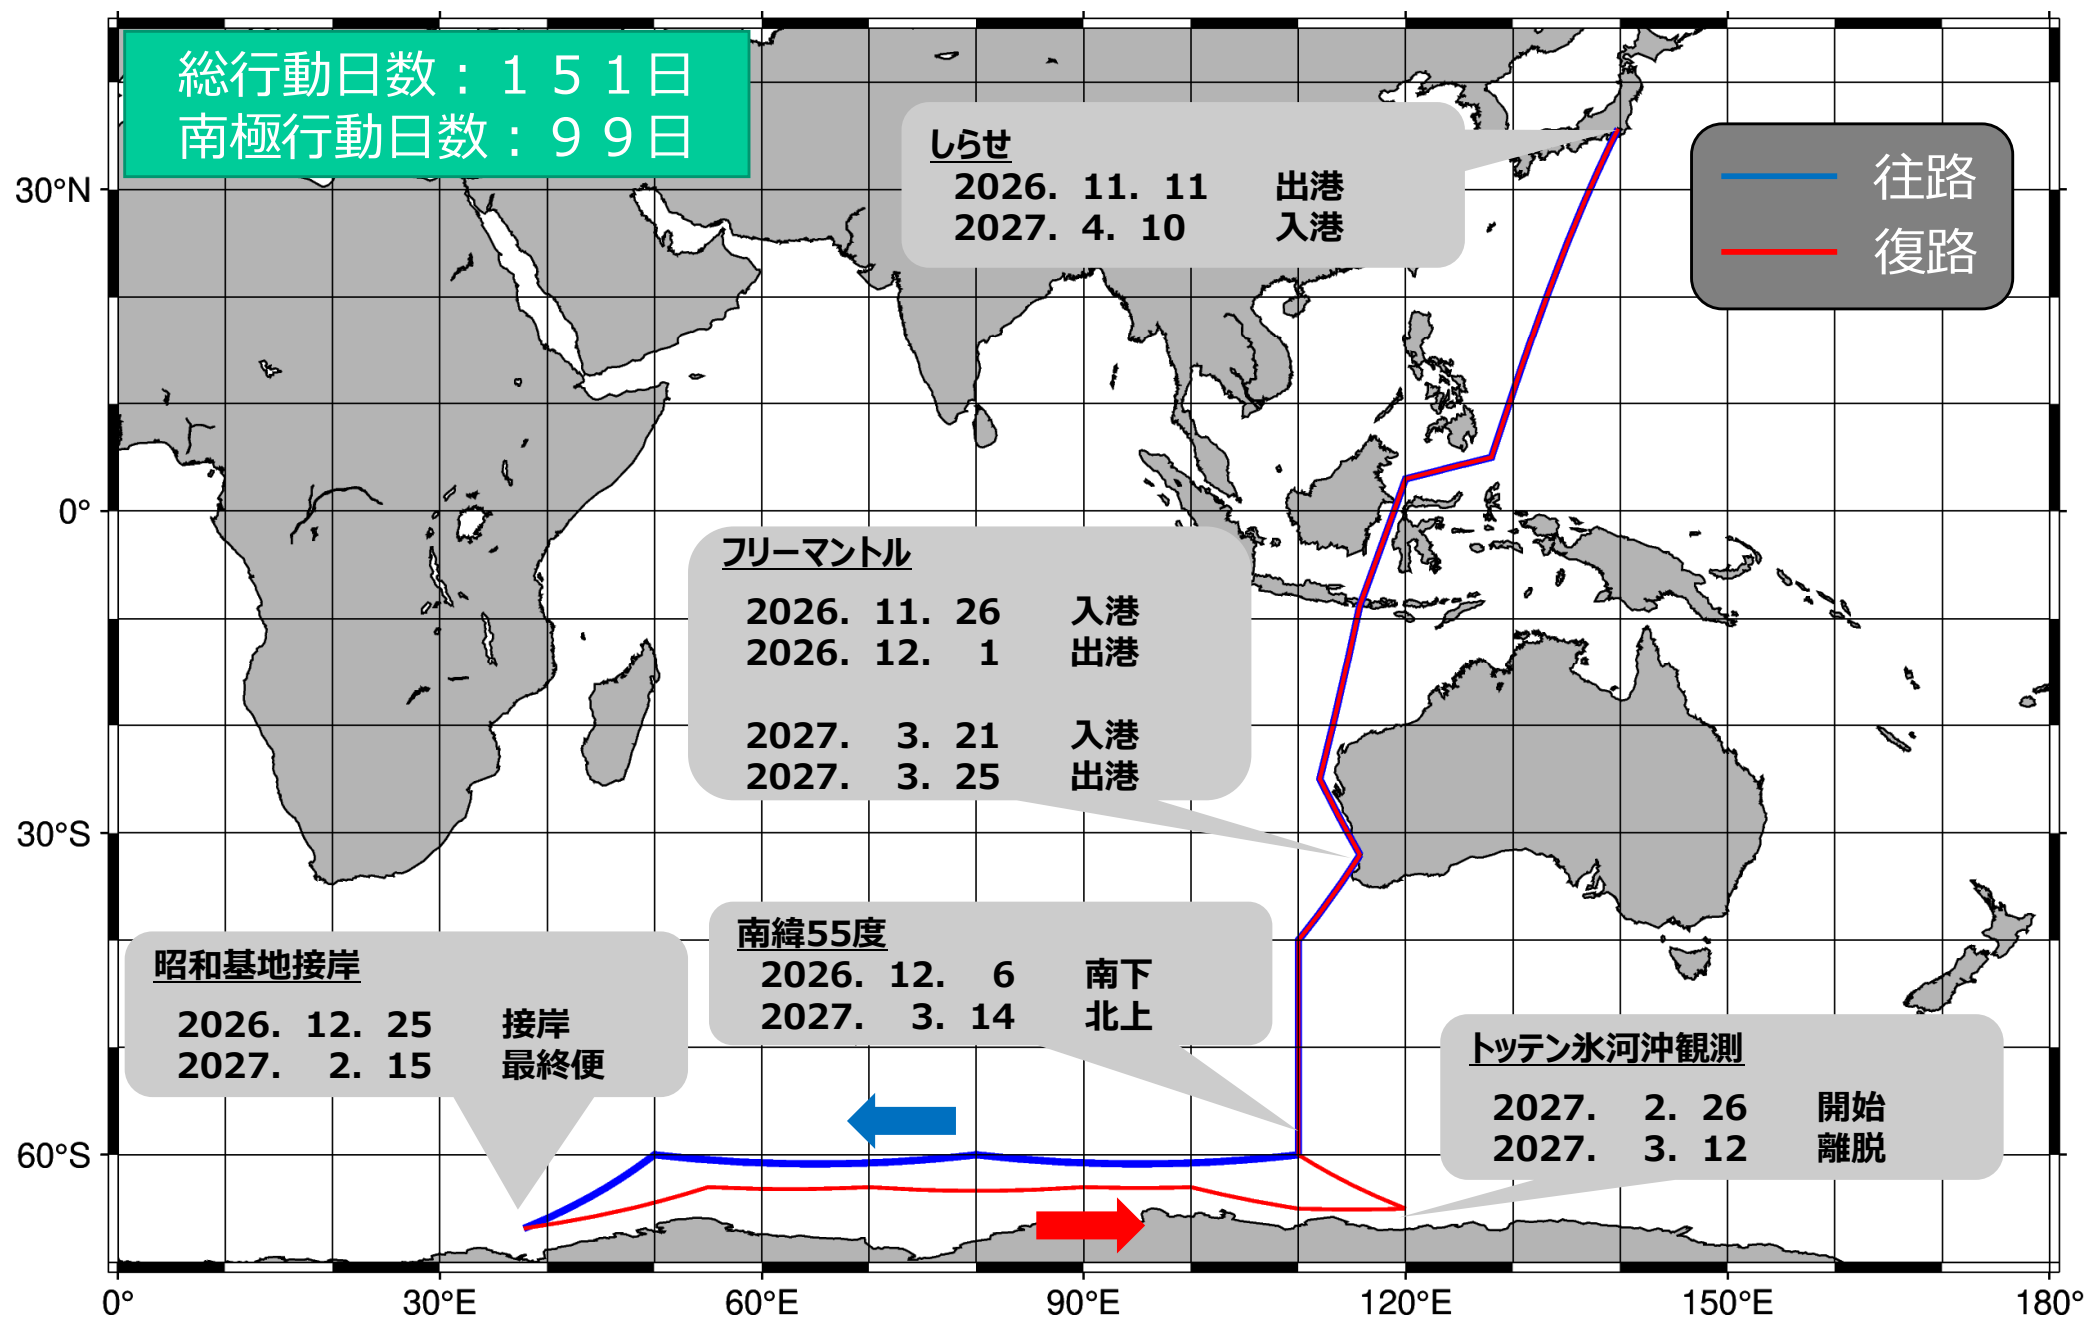 総行動日数：１５１日
南極行動日数：９９日
しらせ
2026. 11. 11 出港
2027. 4. 10 入港
往路
復路
30°N
0°
フリーマントル
2026. 11. 26 入港
2026. 12. 1 出港
2027. 3. 21 入港
2027. 3. 25 出港
30°S
南緯55度
2026. 12. 6 南下
2027. 3. 14 北上
昭和基地接岸
2026. 12. 25 接岸
2027. 2. 15 最終便
トッテン氷河沖観測
2027. 2. 26 開始
2027. 3. 12 離脱
60°S
0° 30°E 60°E 90°E 120°E 150°E 180°